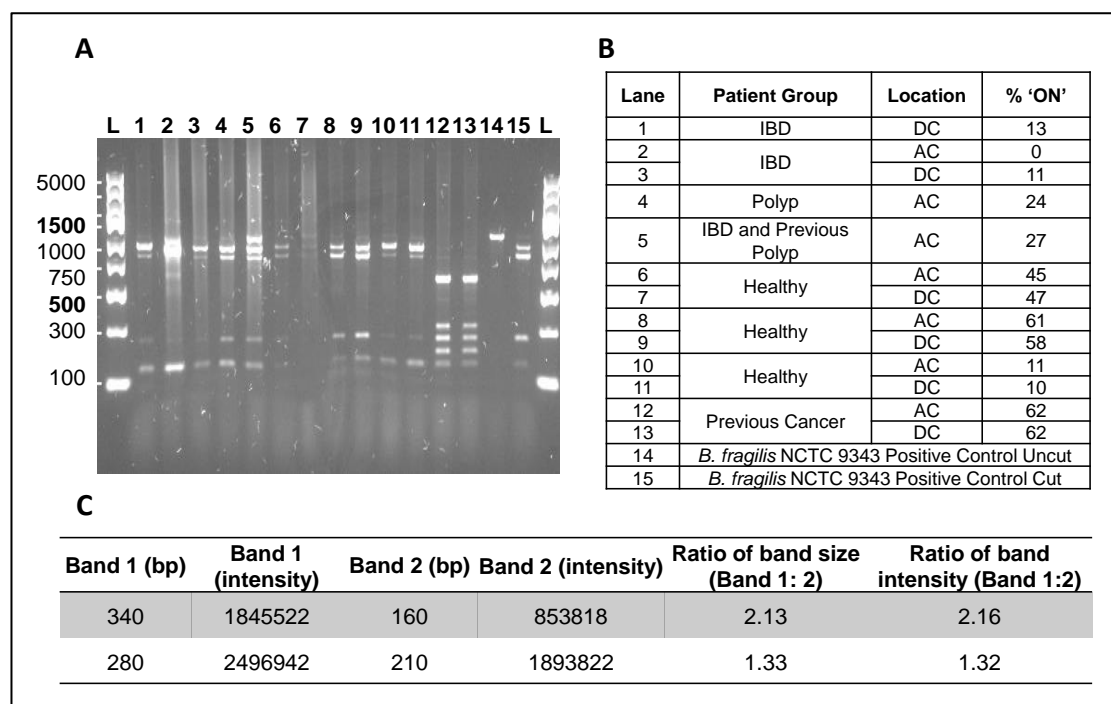 A
L 1 2 3 4 5 6 7 8 9 10 11 12 13 14 15 L
5000
1500
1000
750
500
300
100
B
Lane Patient Group Location % 'ON'
1 IBD DC 13
2 IBD AC 0
3 DC 11
4 Polyp AC 24
5 IBD and Previous Polyp AC 27
6 Healthy AC 45
7 DC 47
8 Healthy AC 61
9 DC 58
10 Healthy AC 11
11 DC 10
12 Previous Cancer AC 62
13 DC 62
14 B. fragilis NCTC 9343 Positive Control Uncut
15 B. fragilis NCTC 9343 Positive Control Cut
C
Band 1 (bp) Band 1 (intensity) Band 2 (bp) Band 2 (intensity) Ratio of band size (Band 1: 2) Ratio of band intensity (Band 1:2)
340 1845522 160 853818 2.13 2.16
280 2496942 210 1893822 1.33 1.32